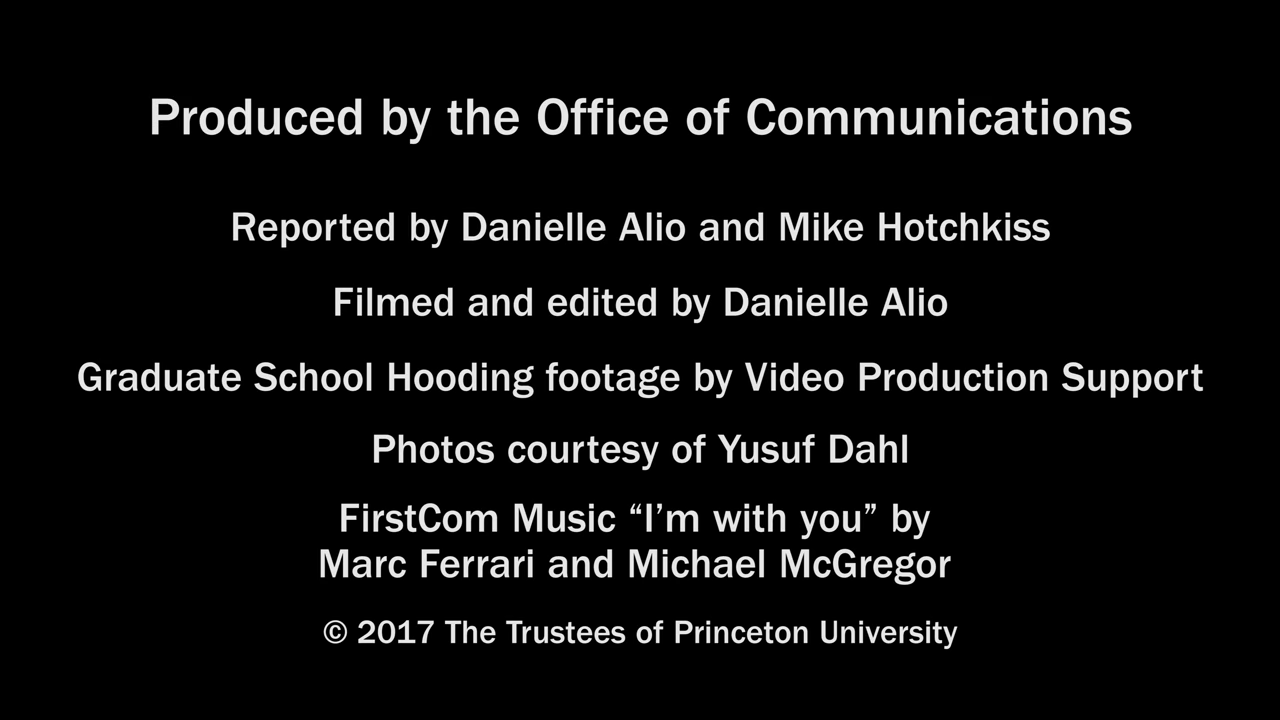 Produced by the Office of Communications
Reported by Danielle Alio and Mike Hotchkiss
Filmed and edited by Danielle Alio
Graduate School Hooding footage by Video Production Support
Photos courtesy of Yusuf Dahl
FirstCom Music “I’m with you” by
Marc Ferrari and Michael McGregor
© 2017 The Trustees of Princeton University